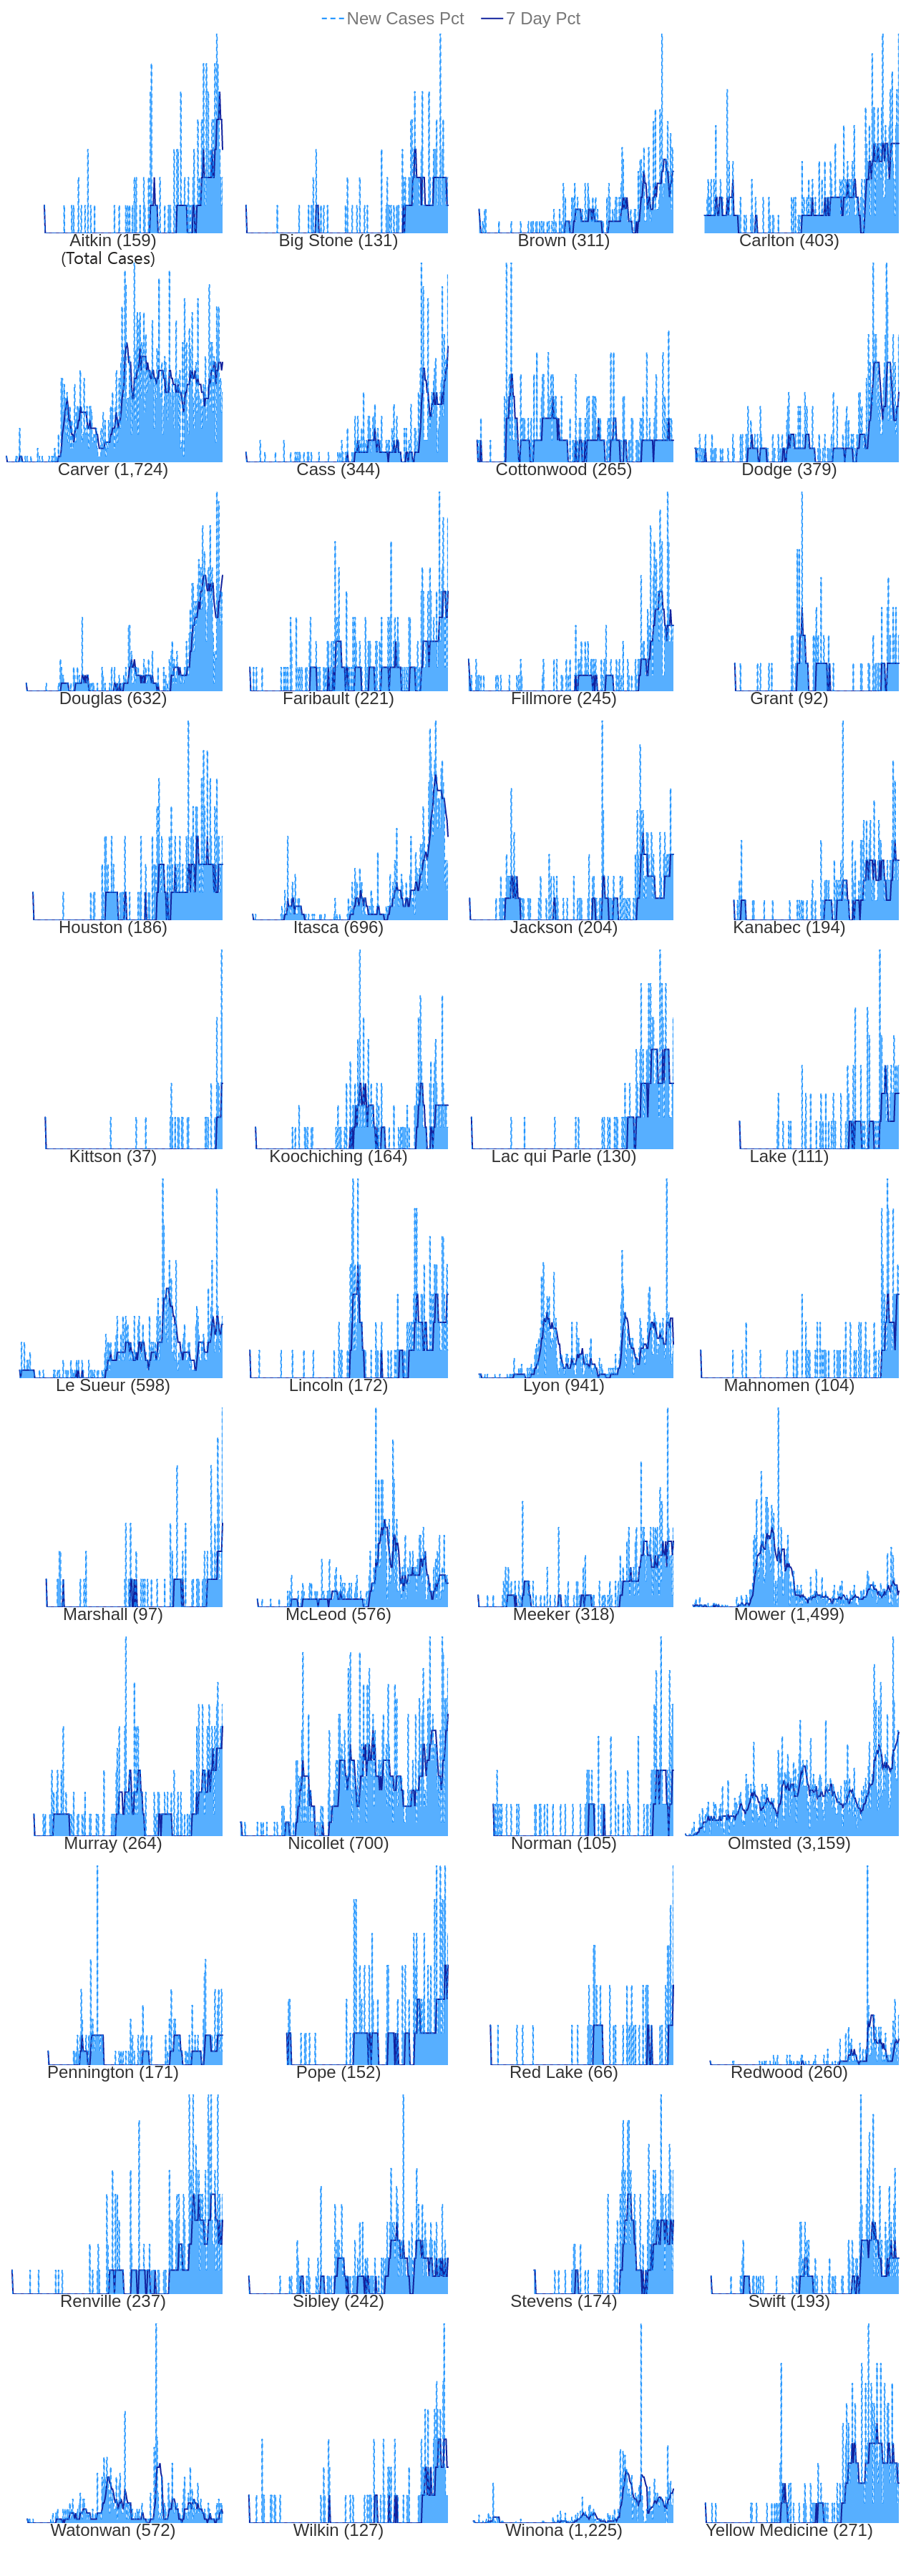 New Cases Pct 7 Day Pct
Aitkin (159) Big Stone (131) Brown (311) Carlton (403)
(Total Cases)
Carver (1,724) Cass (344) Cottonwood (265) Dodge (379)
Douglas (632) Faribault (221) Fillmore (245) Grant (92)
Houston (186) Itasca (696) Jackson (204) Kanabec (194)
Kittson (37) Koochiching (164) Lac qui Parle (130) Lake (111)
Le Sueur (598) Lincoln (172) Lyon (941) Mahnomen (104)
Marshall (97) McLeod (576) Meeker (318) Mower (1,499)
Murray (264) Nicollet (700) Norman (105) Olmsted (3,159)
Pennington (171) Pope (152) Red Lake (66) Redwood (260)
Renville (237) Sibley (242) Stevens (174) Swift (193)
Watonwan (572) Wilkin (127) Winona (1,225) Yellow Medicine (271)